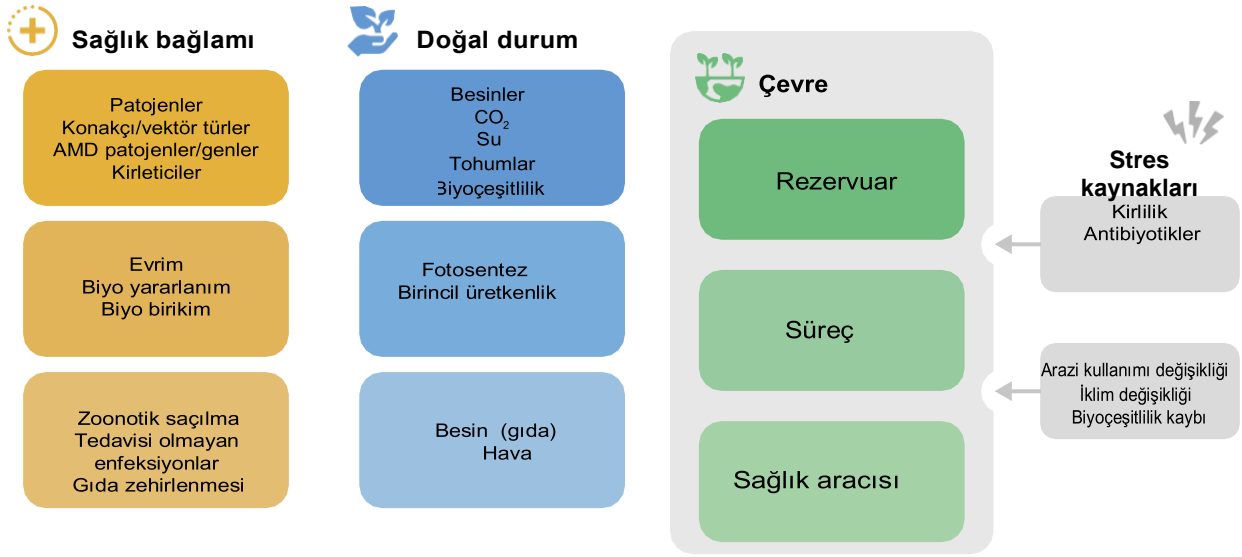 Sağlık bağlamı
Patojenler
Konakçı/vektör türler
AMD patojenler/genler
Kirleticiler
Evrim
Biyo yararlanım
Biyo birikim
Zoonotik saçılma
Tedavisi olmayan
enfeksiyonlar
Gıda zehirlenmesi
Doğal durum
Besinler
CO₂
Su
Tohumlar
Biyoçeşitlilik
Fotosentez
Birincil üretkenlik
Besin (gıda)
Hava
Çevre
Rezervuar
Süreç
Sağlık aracısı
Stres
kaynakları
Kirlilik
Antibiyotikler
Arazi kullanımı değişikliği
İklim değişikliği
Biyoçeşitlilik kaybı